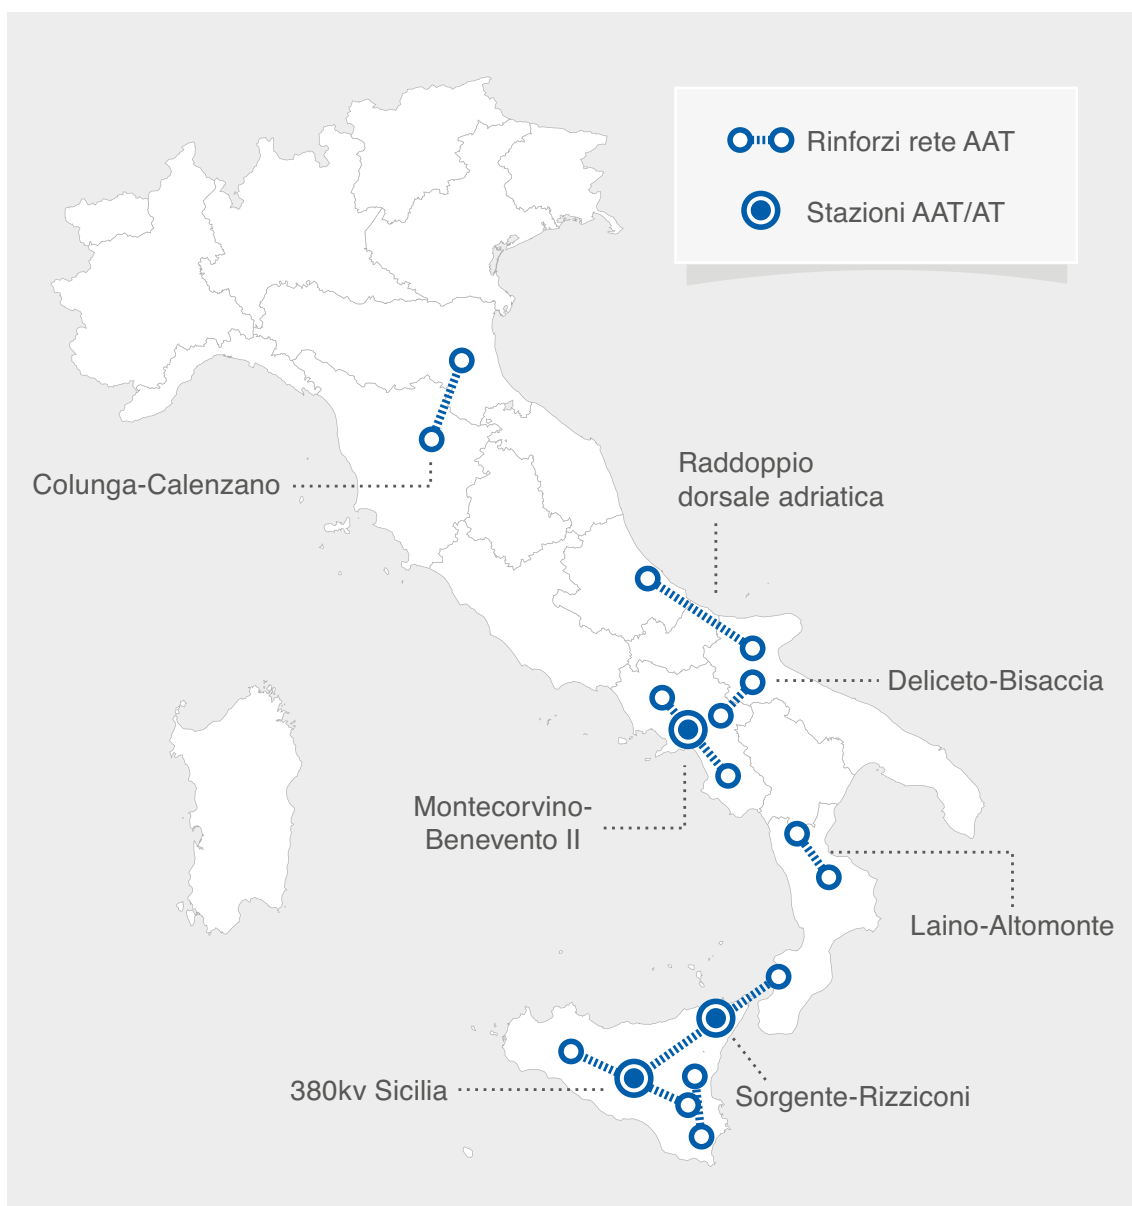 Rinforzi rete AAT
Stazioni AAT/AT
Raddoppio
dorsale adriatica
Colunga-Calenzano
Deliceto-Bisaccia
Montecorvino-
Benevento II
Laino-Altomonte
380kv Sicilia
Sorgente-Rizziconi